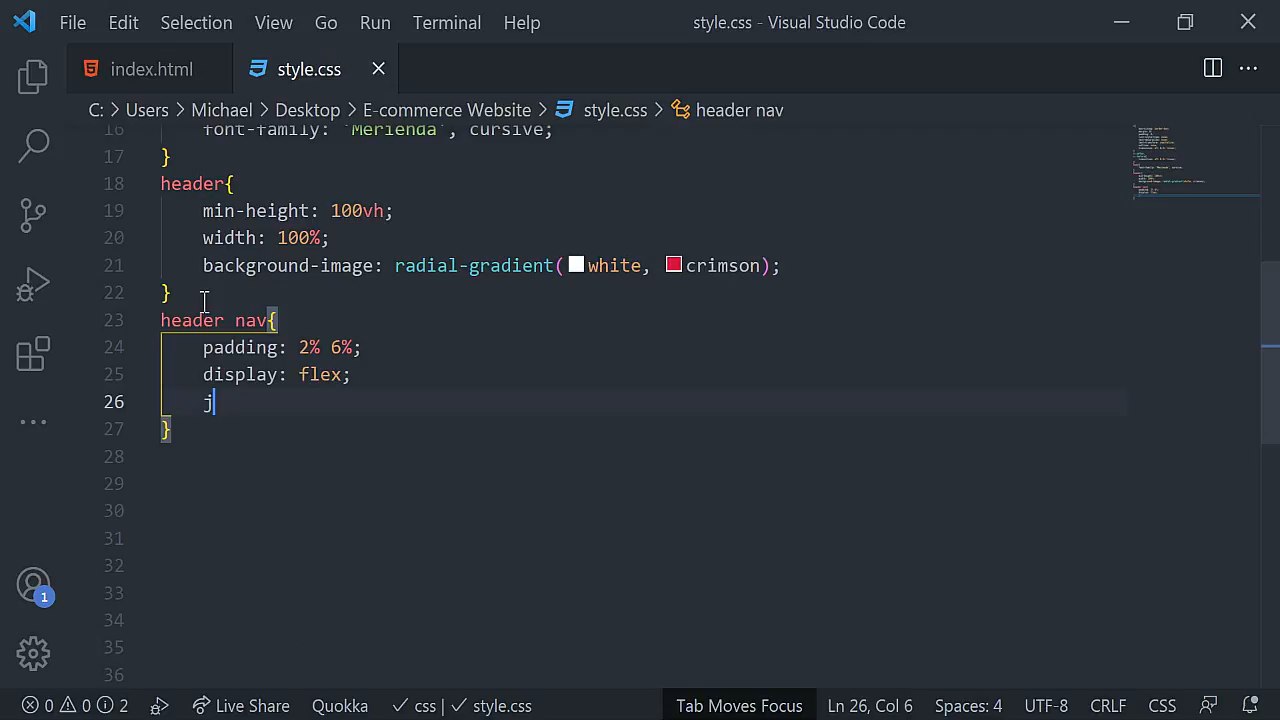 File Edit Selection View Go Run Terminal Help style.css - Visual Studio Code
index.html style.css
C: > Users > Michael > Desktop > E-commerce Website > style.css > header nav
16 font-family: 'Merienda', cursive;
17 }
18 header{
19 min-height: 100vh;
20 width: 100%;
21 background-image: radial-gradient(white, crimson);
22 }
23 header nav{
24 padding: 2% 6%;
25 display: flex;
26 j
27 }
28
29
30
31
32
33
34
35
36
1
0 0 2 Live Share Quokka css | style.css Tab Moves Focus Ln 26, Col 6 Spaces: 4 UTF-8 CRLF CSS